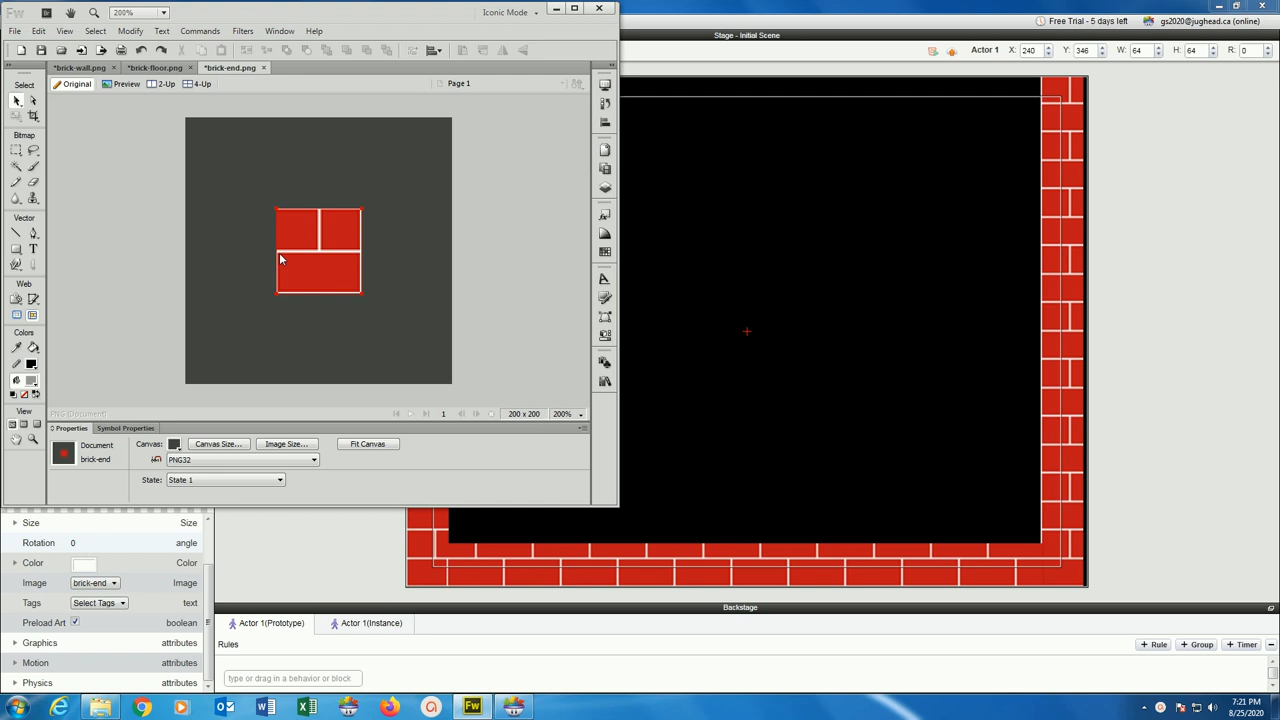 Fw Br 200% Iconic Mode
File Edit View Select Modify Text Commands Filters Window Help
*brick-wall.png *brick-floor.png *brick-end.png
Original Preview 2-Up 4-Up Page 1
Select
Bitmap
Vector
Web
Colors
View
PNG (Document) 1 200 x 200 200%
Properties Symbol Properties
Document
brick-end
Canvas: Canvas Size... Image Size... Fit Canvas
PNG32
State: State 1
Free Trial - 5 days left gs2020@jughead.ca (online)
Stage - Initial Scene
Actor 1 X: 240 Y: 346 W: 64 H: 64 R: 0
Size Size
Rotation 0 angle
Color Color
Image brick-end Image
Tags Select Tags text
Preload Art boolean
Graphics attributes
Motion attributes
Physics attributes
Backstage
Actor 1(Prototype) Actor 1(Instance)
Rules + Rule + Group + Timer
type or drag in a behavior or block
7:21 PM
8/25/2020